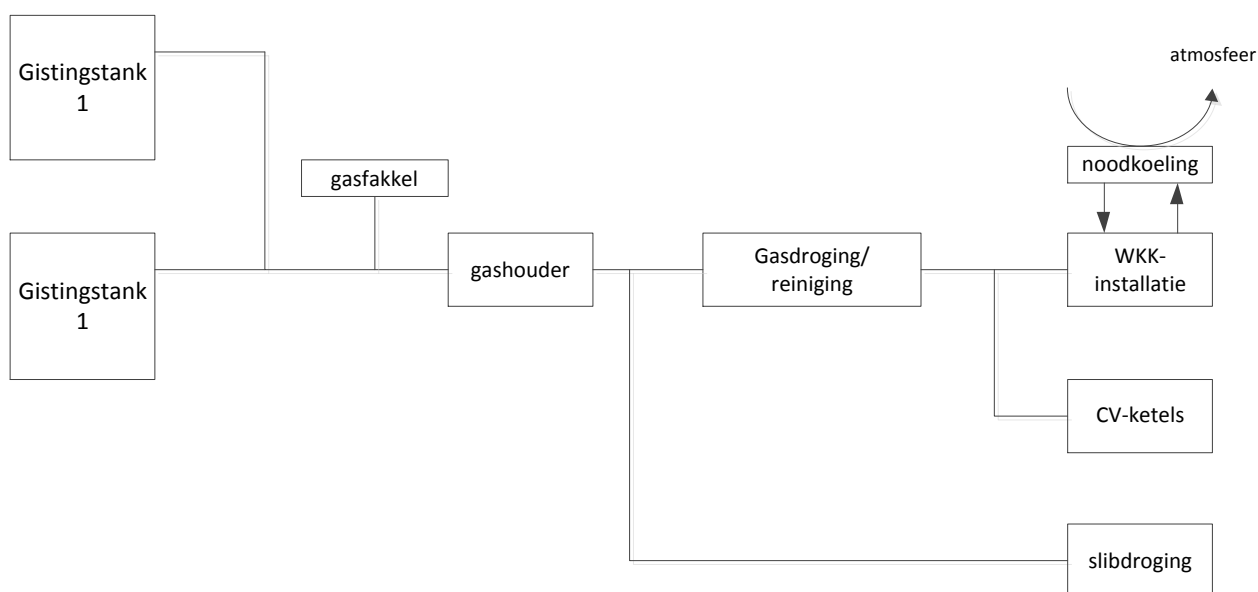 Gistingstank
1
atmosfeer
gasfakkel
noodkoeling
Gistingstank
1
gashouder
Gasdroging/
reiniging
WKK-
installatie
CV-ketels
slibdroging